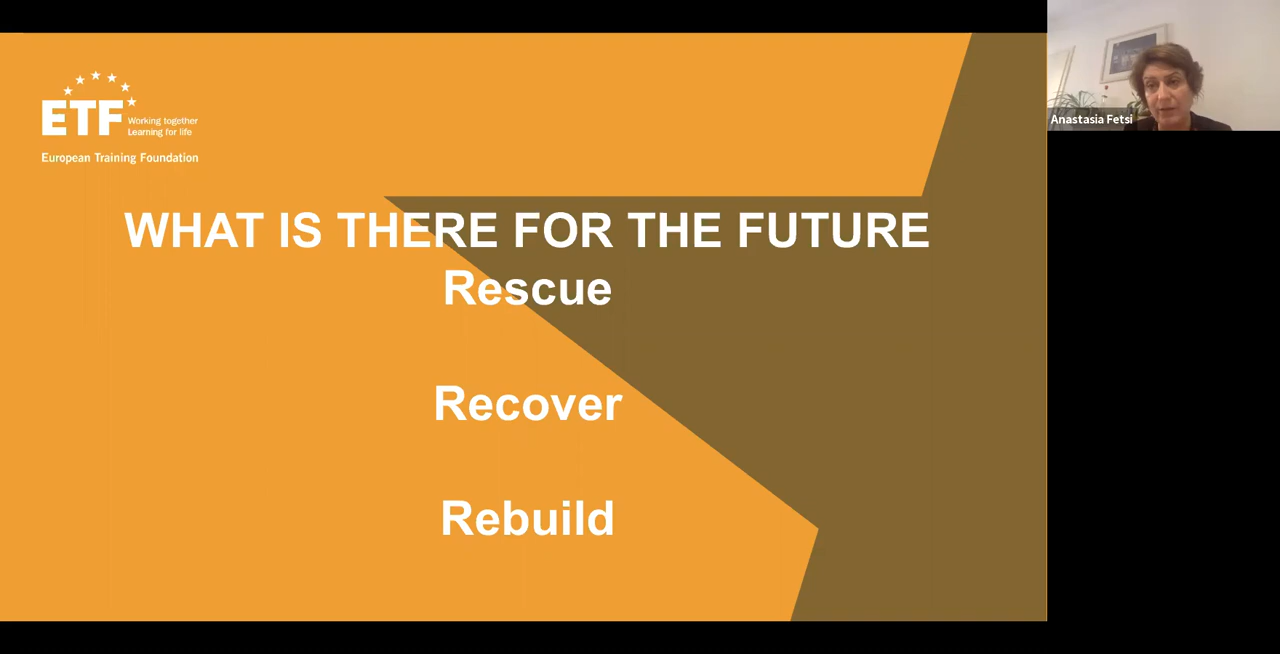 ETF
Working together
Learning for life
European Training Foundation
WHAT IS THERE FOR THE FUTURE
Rescue
Recover
Rebuild
Anastasia Fetsi